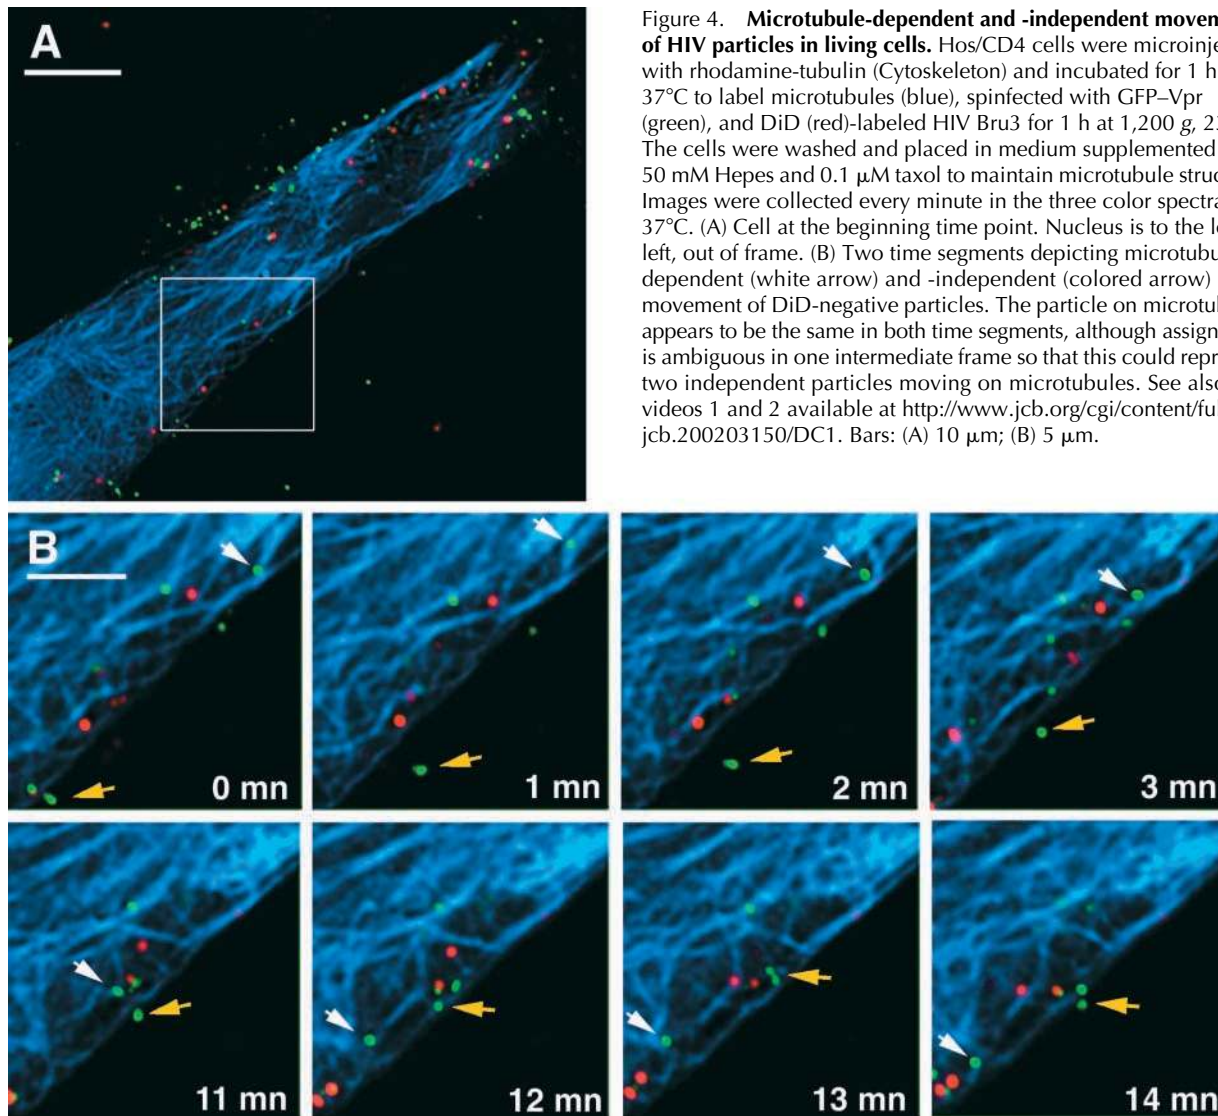 A
Figure 4. Microtubule-dependent and -independent movem
of HIV particles in living cells. Hos/CD4 cells were microinje
with rhodamine-tubulin (Cytoskeleton) and incubated for 1 h
37°C to label microtubules (blue), spinfected with GFP–Vpr
(green), and DiD (red)-labeled HIV Bru3 for 1 h at 1,200 g, 2
The cells were washed and placed in medium supplemented
50 mM Hepes and 0.1 μM taxol to maintain microtubule struc
Images were collected every minute in the three color spectra
37°C. (A) Cell at the beginning time point. Nucleus is to the l
left, out of frame. (B) Two time segments depicting microtubu
dependent (white arrow) and -independent (colored arrow)
movement of DiD-negative particles. The particle on microtub
appears to be the same in both time segments, although assign
is ambiguous in one intermediate frame so that this could repr
two independent particles moving on microtubules. See also
videos 1 and 2 available at http://www.jcb.org/cgi/content/fu
jcb.200203150/DC1. Bars: (A) 10 μm; (B) 5 μm.
B
0 mn
1 mn
2 mn
3 mn
11 mn
12 mn
13 mn
14 mn